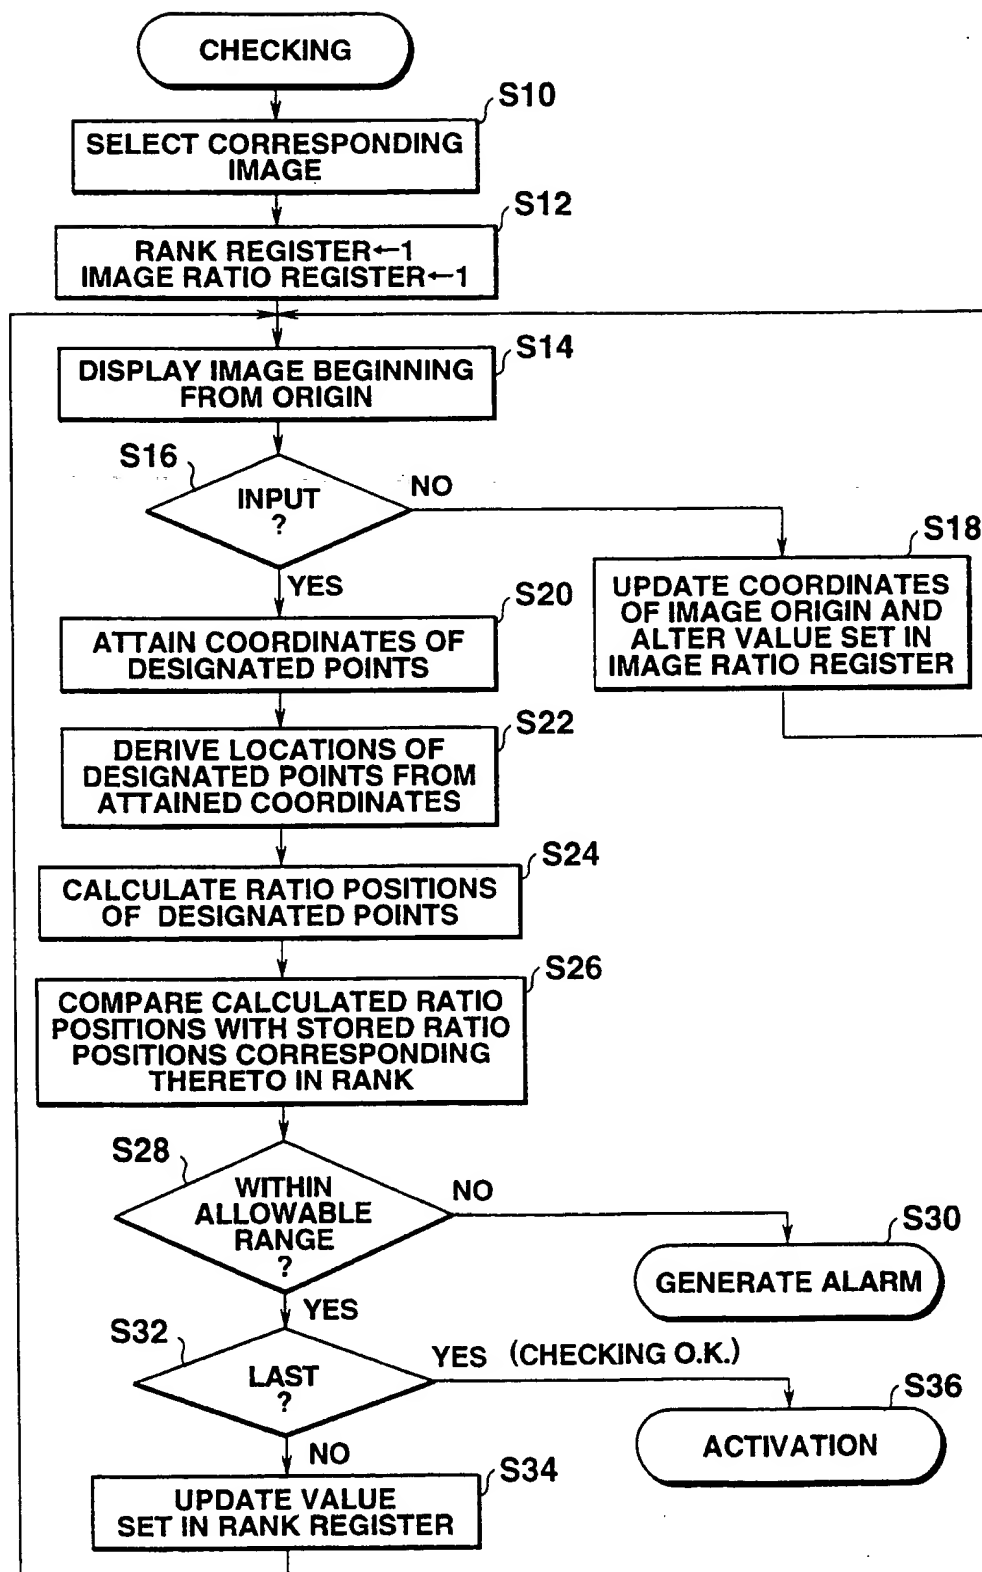 CHECKING
S10
SELECT CORRESPONDING
IMAGE
S12
RANK REGISTER←1
IMAGE RATIO REGISTER←1
S14
DISPLAY IMAGE BEGINNING
FROM ORIGIN
S16
INPUT
?
NO
YES
S18
UPDATE COORDINATES
OF IMAGE ORIGIN AND
ALTER VALUE SET IN
IMAGE RATIO REGISTER
S20
ATTAIN COORDINATES OF
DESIGNATED POINTS
S22
DERIVE LOCATIONS OF
DESIGNATED POINTS FROM
ATTAINED COORDINATES
S24
CALCULATE RATIO POSITIONS
OF DESIGNATED POINTS
S26
COMPARE CALCULATED RATIO
POSITIONS WITH STORED RATIO
POSITIONS CORRESPONDING
THERETO IN RANK
S28
WITHIN
ALLOWABLE
RANGE
?
NO
S30
GENERATE ALARM
YES
S32
LAST
?
YES (CHECKING O.K.)
S36
ACTIVATION
NO
S34
UPDATE VALUE
SET IN RANK REGISTER